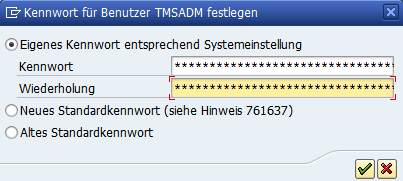 Kennwort für Benutzer TMSADM festlegen
Eigenes Kennwort entsprechend Systemeinstellung
Kennwort ********************************
Wiederholung ********************************
Neues Standardkennwort (siehe Hinweis 761637)
Altes Standardkennwort